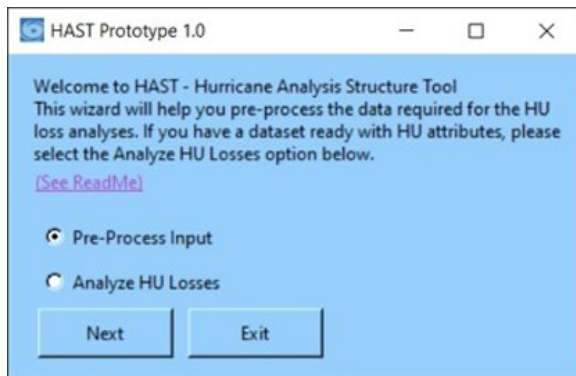 HAST Prototype 1.0
Welcome to HAST - Hurricane Analysis Structure Tool
This wizard will help you pre-process the data required for the HU
loss analyses. If you have a dataset ready with HU attributes, please
select the Analyze HU Losses option below.
(See ReadMe)
Pre-Process Input
Analyze HU Losses
Next Exit